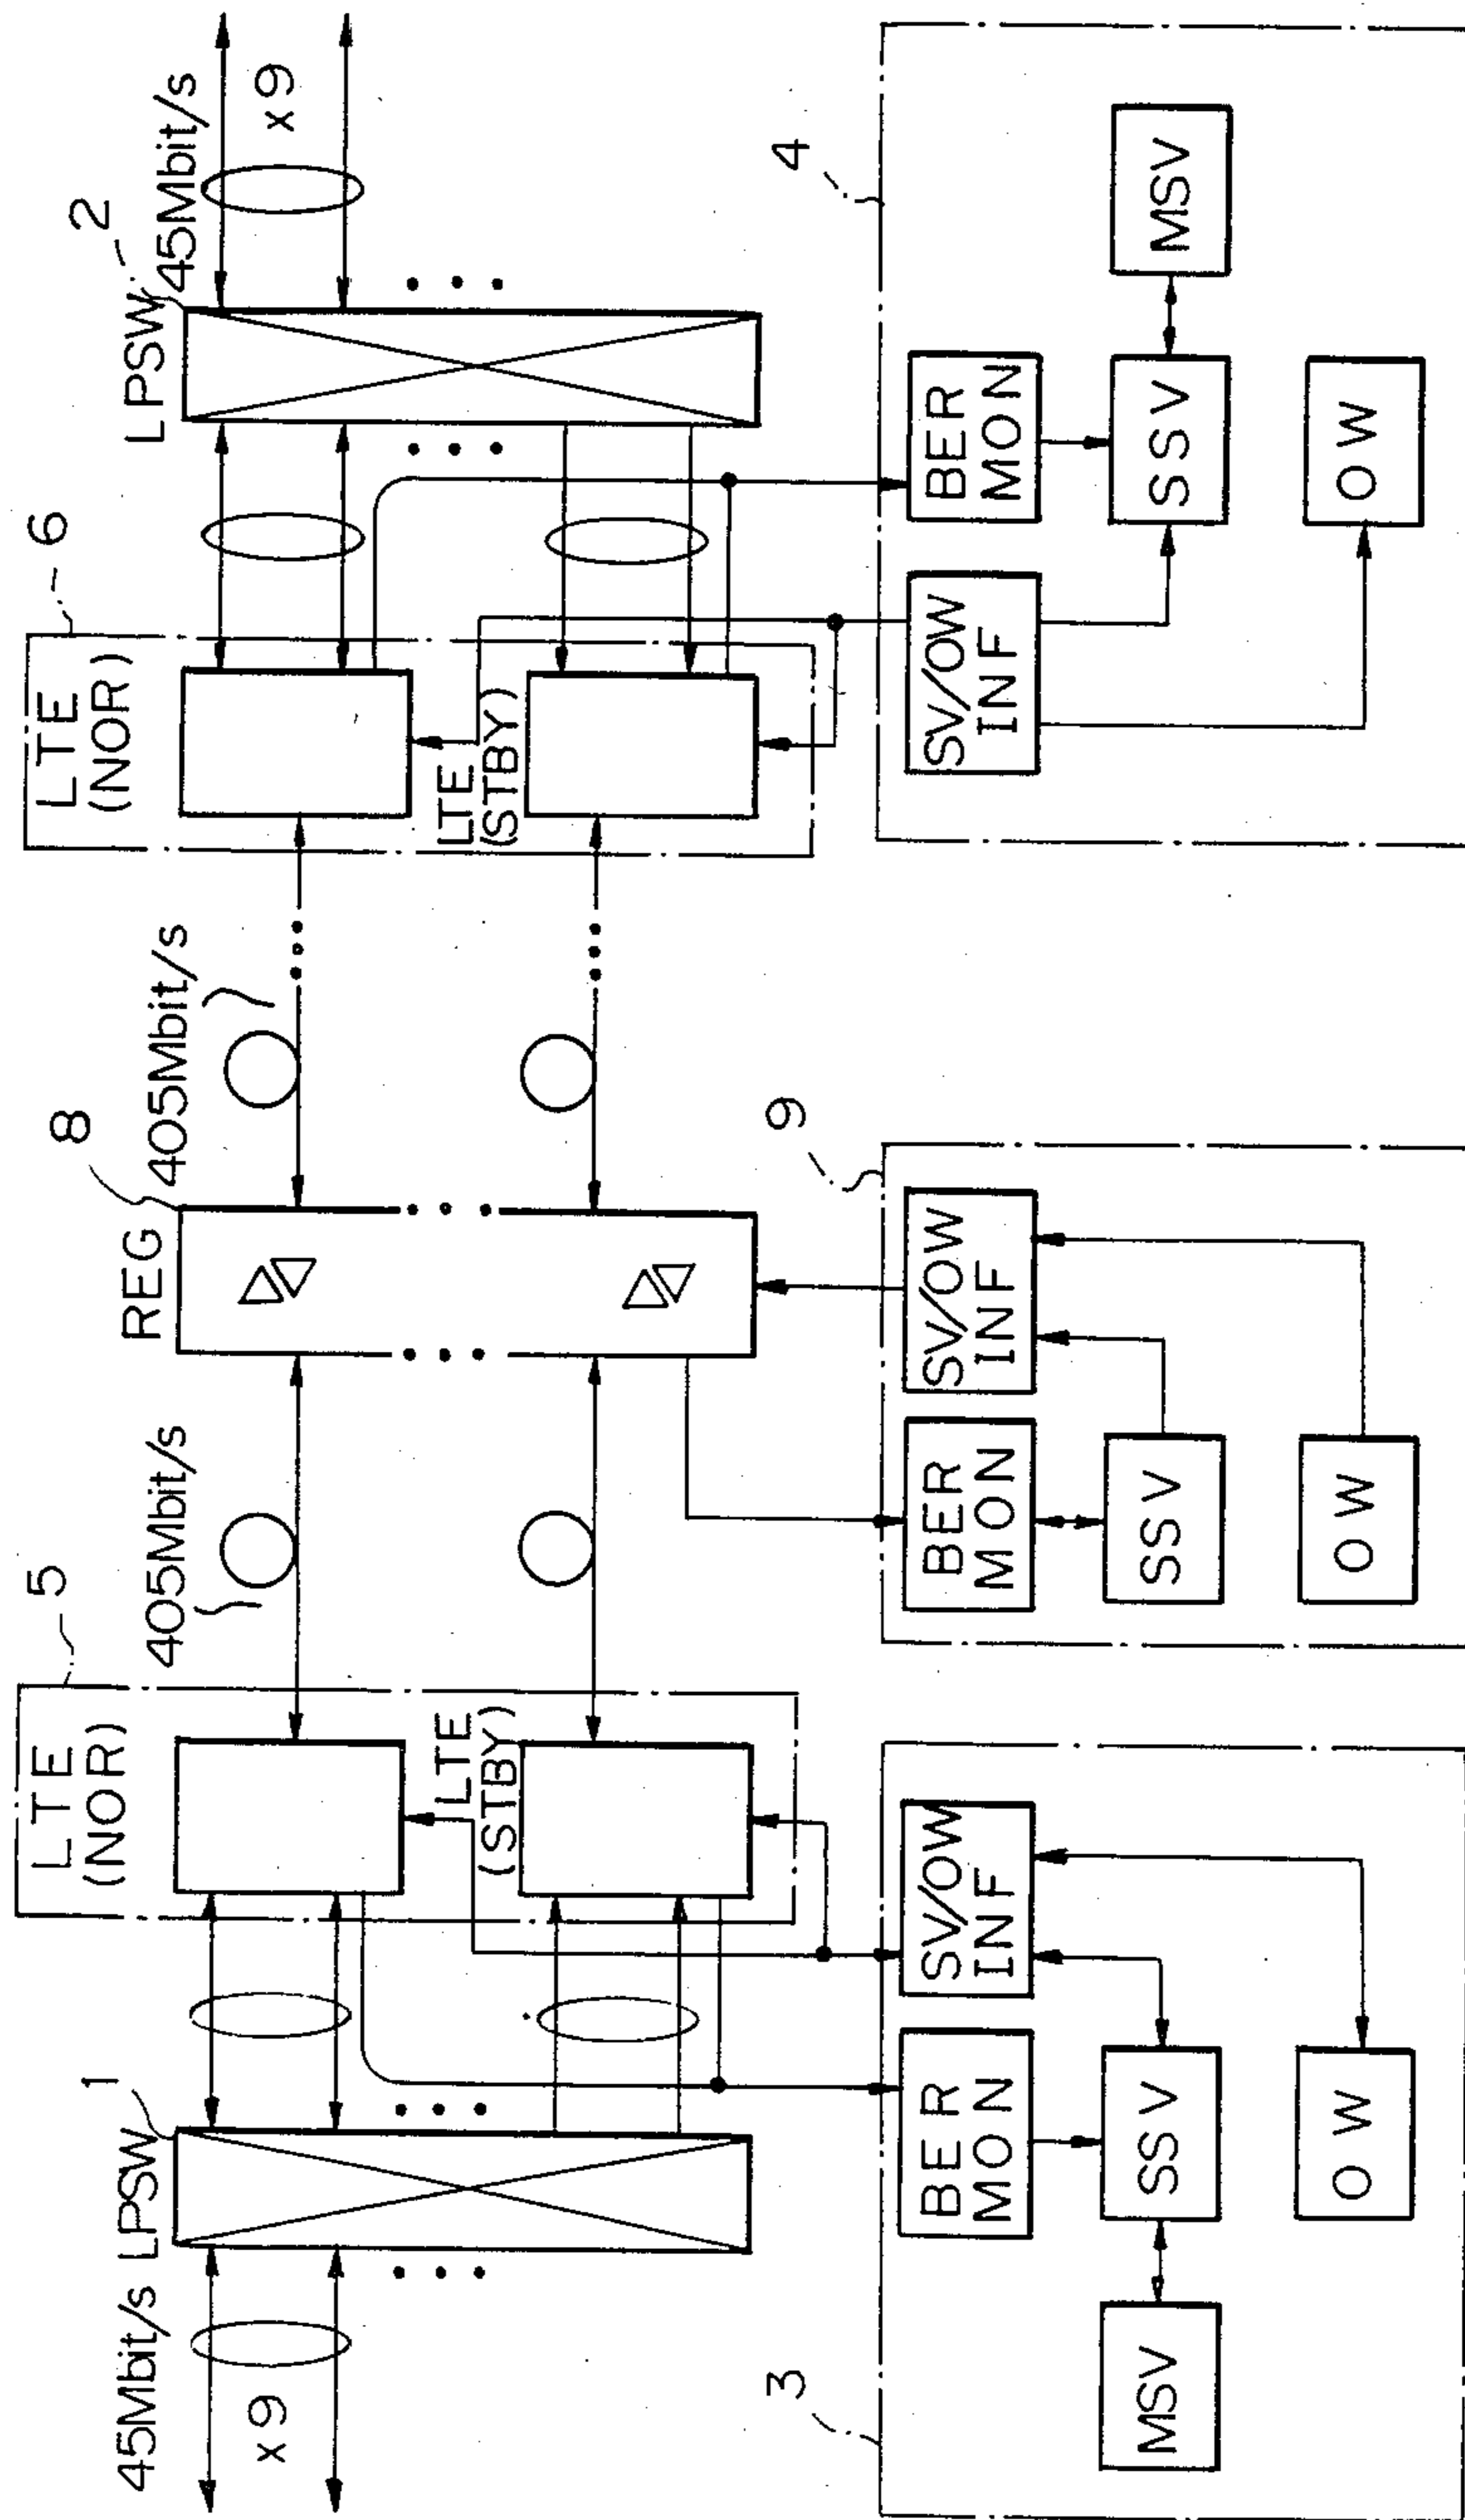 45Mbit/s
x9
LPSW
1
LTE
(NOR)
5
LTE
(STBY)
405Mbit/s
REG
8
405Mbit/s
LTE
(NOR)
6
LTE
(STBY)
LPSW
2
45Mbit/s
x9
3
BER
MON
SV/OW
INF
MSV
SSV
OW
9
BER
MON
SV/OW
INF
SSV
OW
4
SV/OW
INF
BER
MON
SSV
MSV
OW